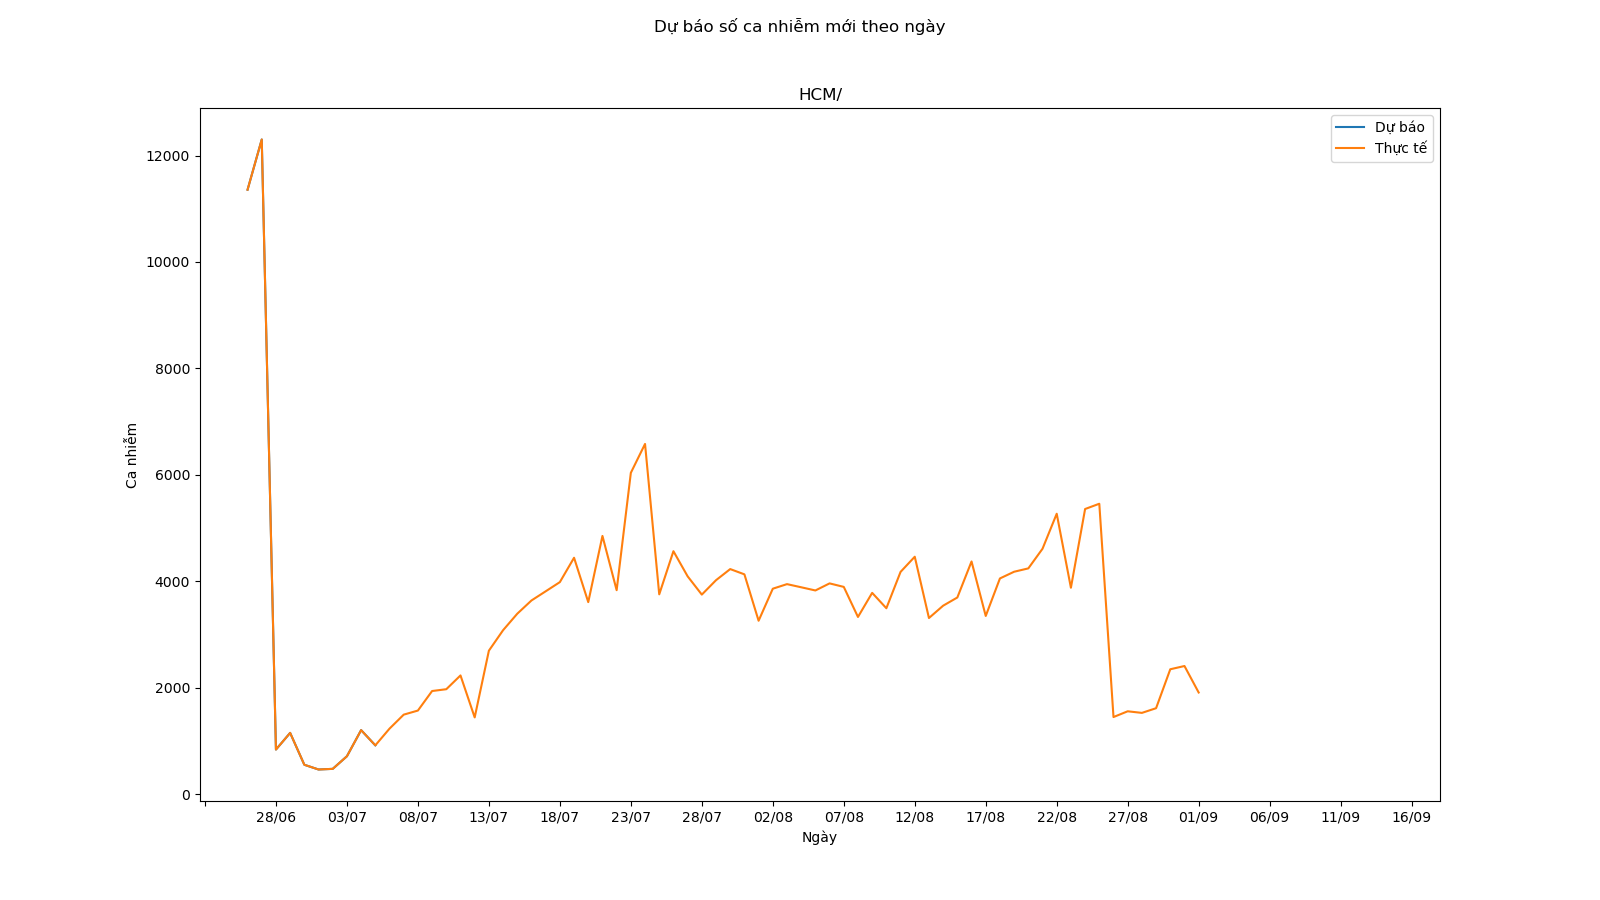 Dự báo số ca nhiễm mới theo ngày
HCM/
Dự báo
Thực tế
12000
10000
8000
6000
4000
2000
0
Ca nhiễm
28/06 03/07 08/07 13/07 18/07 23/07 28/07 02/08 07/08 12/08 17/08 22/08 27/08 01/09 06/09 11/09 16/09
Ngày